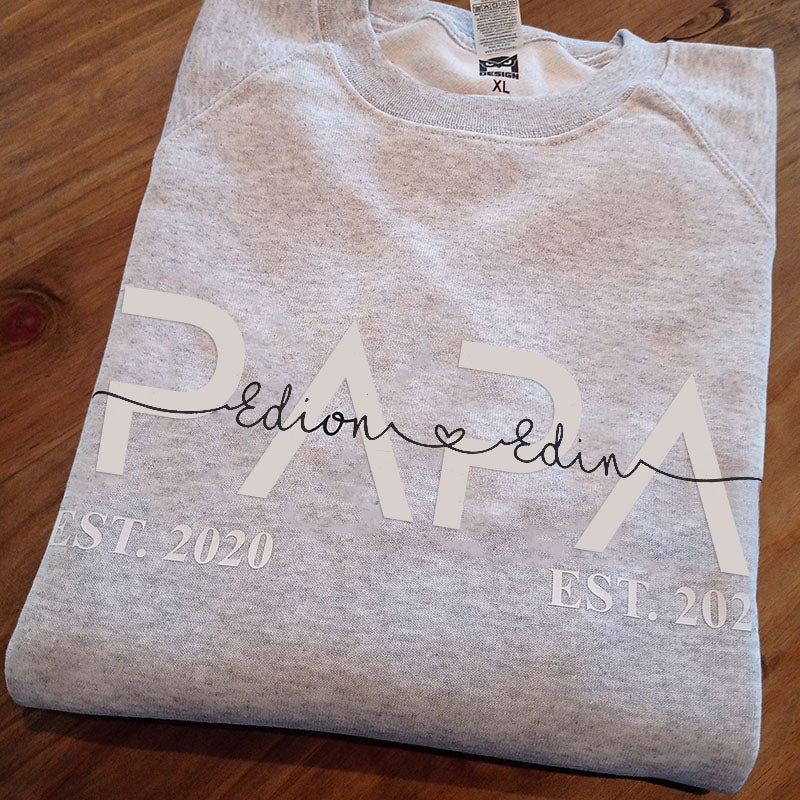 DESIGN
XL
PAPA
Edion Edin
EST. 2020
EST. 202